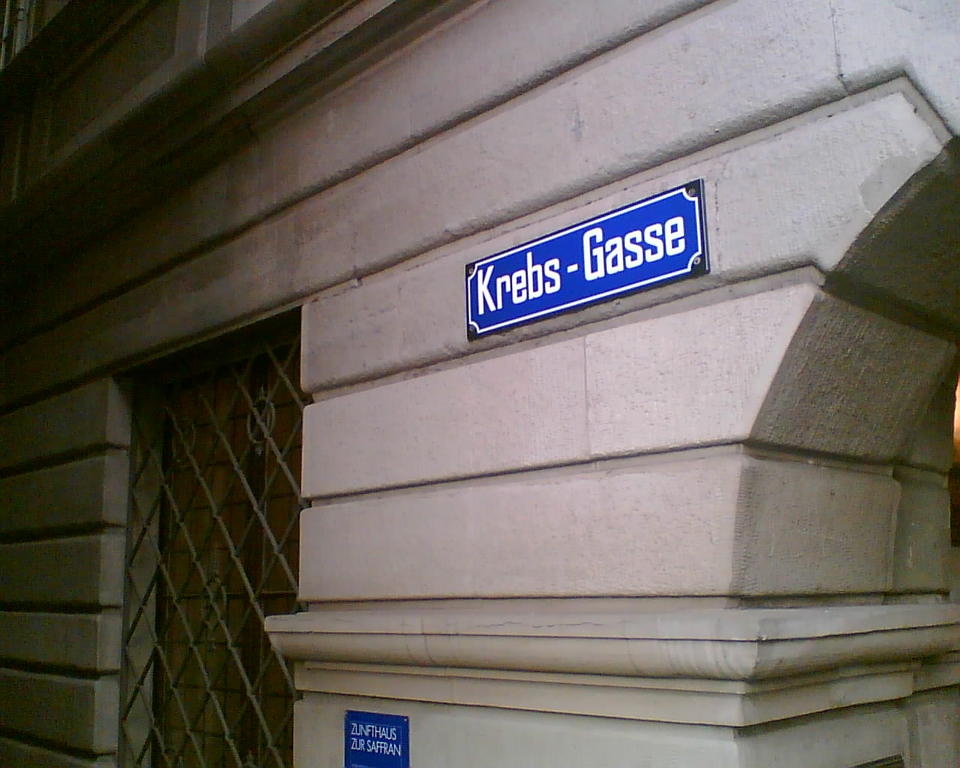 Krebs-Gasse
ZUNFTHAUS
ZUR SAFFRAN